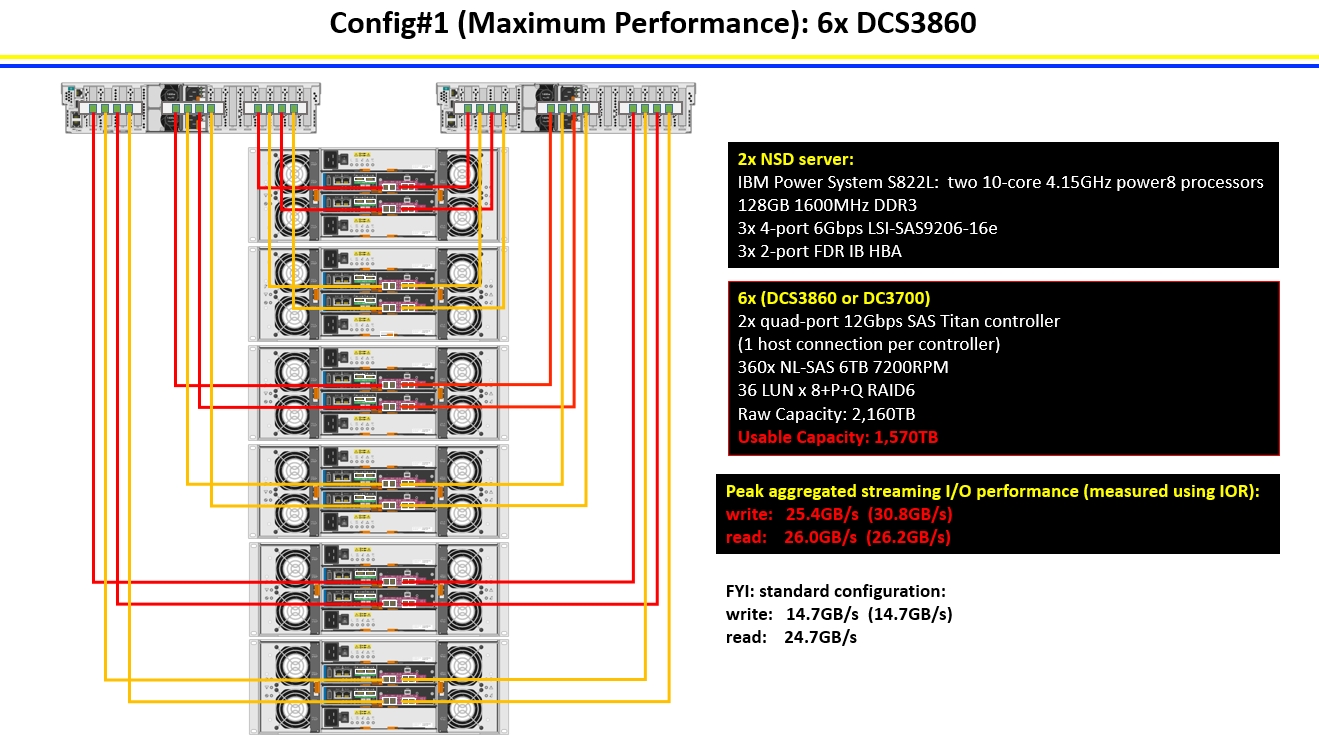 Config#1 (Maximum Performance): 6x DCS3860
2x NSD server:
IBM Power System S822L:  two 10-core 4.15GHz power8 processors
128GB 1600MHz DDR3
3x 4-port 6Gbps LSI-SAS9206-16e
3x 2-port FDR IB HBA
6x (DCS3860 or DC3700)
2x quad-port 12Gbps SAS Titan controller
(1 host connection per controller)
360x NL-SAS 6TB 7200RPM
36 LUN x 8+P+Q RAID6
Raw Capacity: 2,160TB
Usable Capacity: 1,570TB
Peak aggregated streaming I/O performance (measured using IOR):
write:   25.4GB/s  (30.8GB/s)
read:    26.0GB/s  (26.2GB/s)
FYI: standard configuration:
write:   14.7GB/s  (14.7GB/s)
read:    24.7GB/s